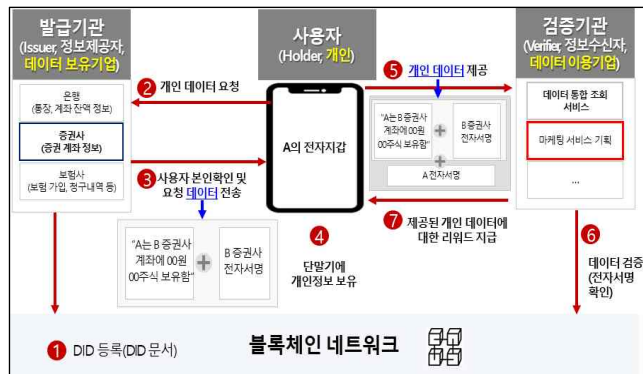 발급기관
(Issuer, 정보제공자,
데이터 보유기업)
사용자
(Holder, 개인)
검증기관
(Verifier, 정보수신자,
데이터 이용기업)
은행
(통장, 계좌 잔액 정보)
증권사
(증권 계좌 정보)
보험사
(보험 가입, 청구내역 등)
2 개인 데이터 요청
3 사용자 본인확인 및
요청 데이터 전송
"A는 B 증권사
계좌에 00원
00주식 보유함"
+
B 증권사
전자서명
A의 전자지갑
4
단말기에
개인정보 보유
5 개인 데이터 제공
"A는 B 증권사
계좌에 00원
00주식 보유함"
+
B 증권사
전자서명
+
A 전자서명
7 제공된 개인 데이터에
대한 리워드 지급
데이터 통합 조회
서비스
마케팅 서비스 기획
...
6
데이터 검증
(전자서명
확인)
1 DID 등록(DID 문서)
블록체인 네트워크